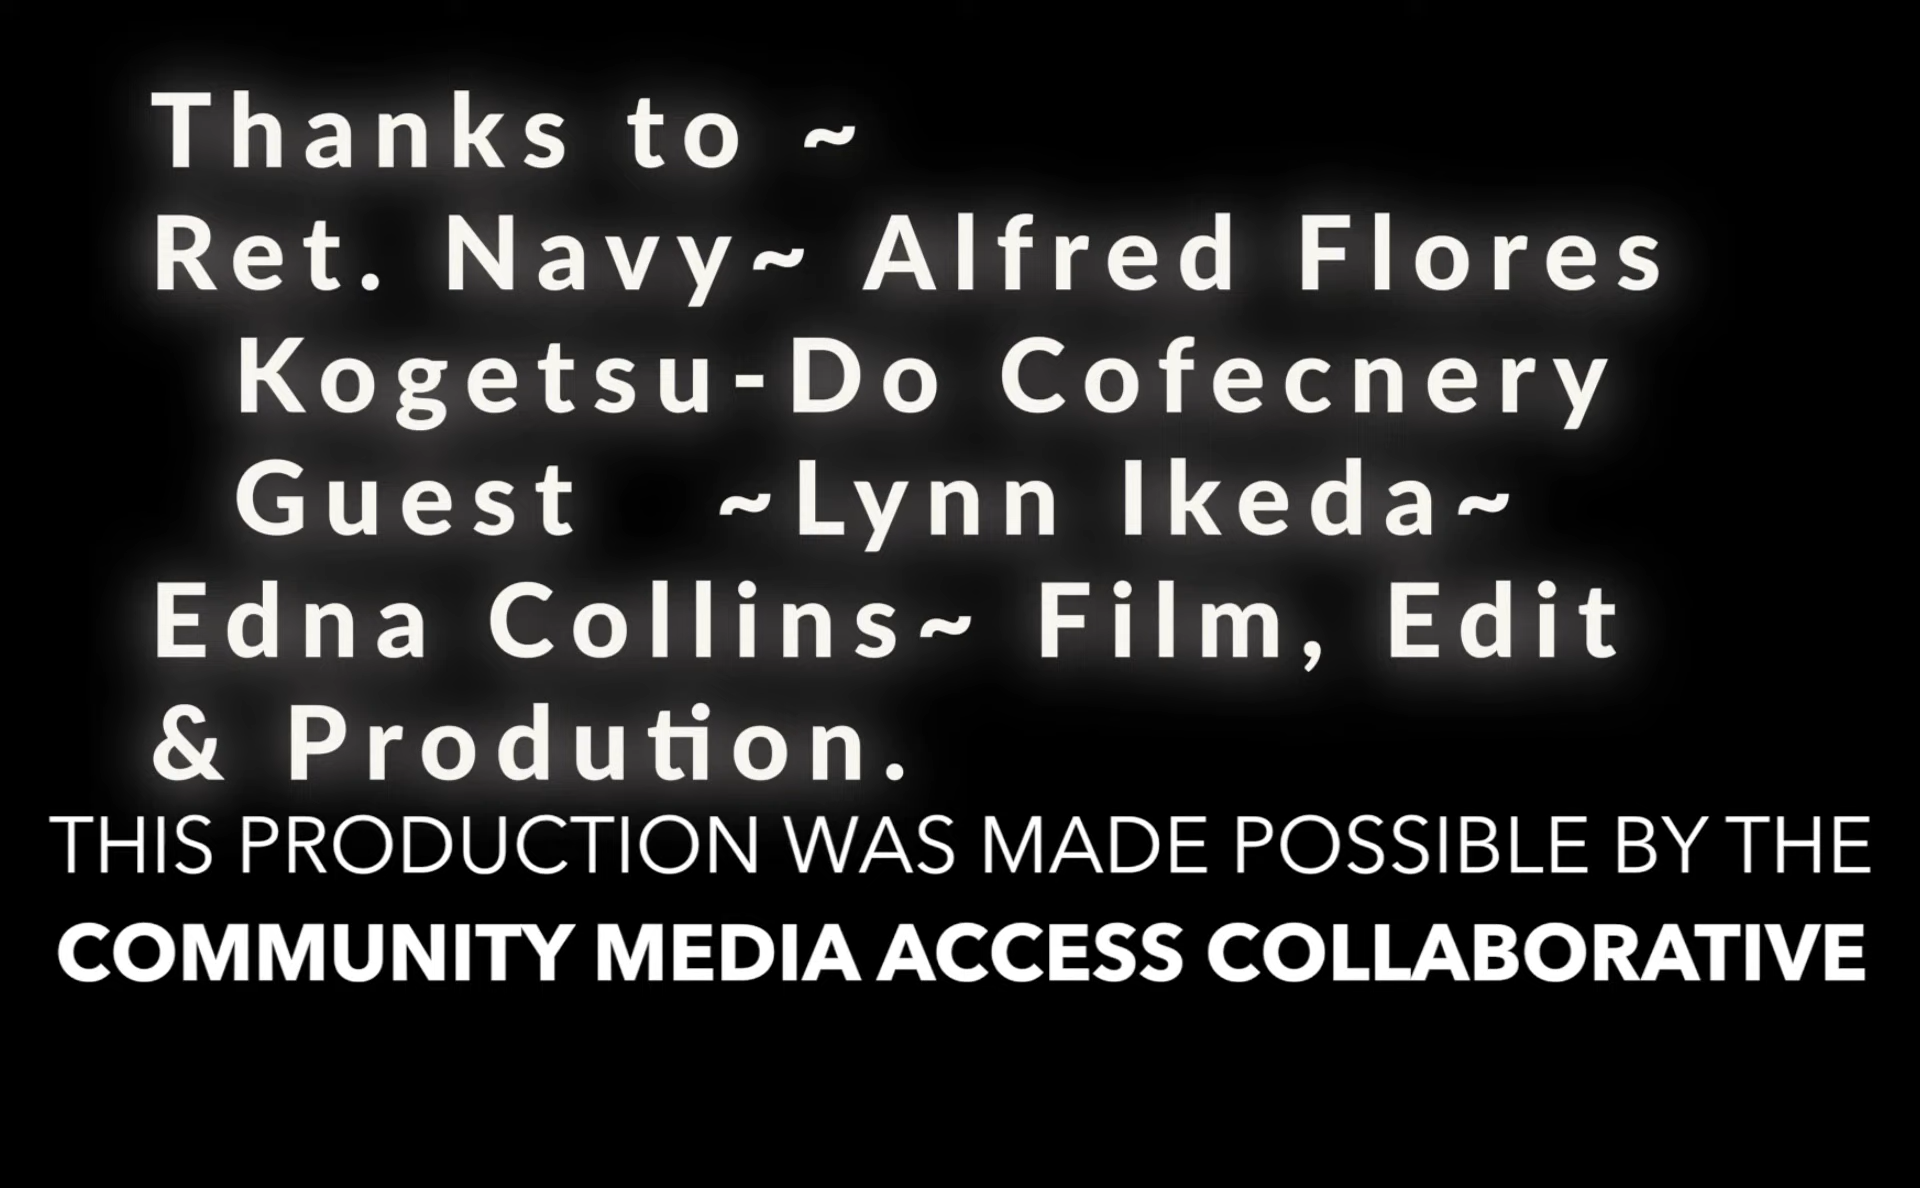 Thanks to ~
Ret. Navy~ Alfred Flores
Kogetsu-Do Cofecnery
Guest ~Lynn Ikeda~
Edna Collins~ Film, Edit
& Prodution.
THIS PRODUCTION WAS MADE POSSIBLE BY THE
COMMUNITY MEDIA ACCESS COLLABORATIVE